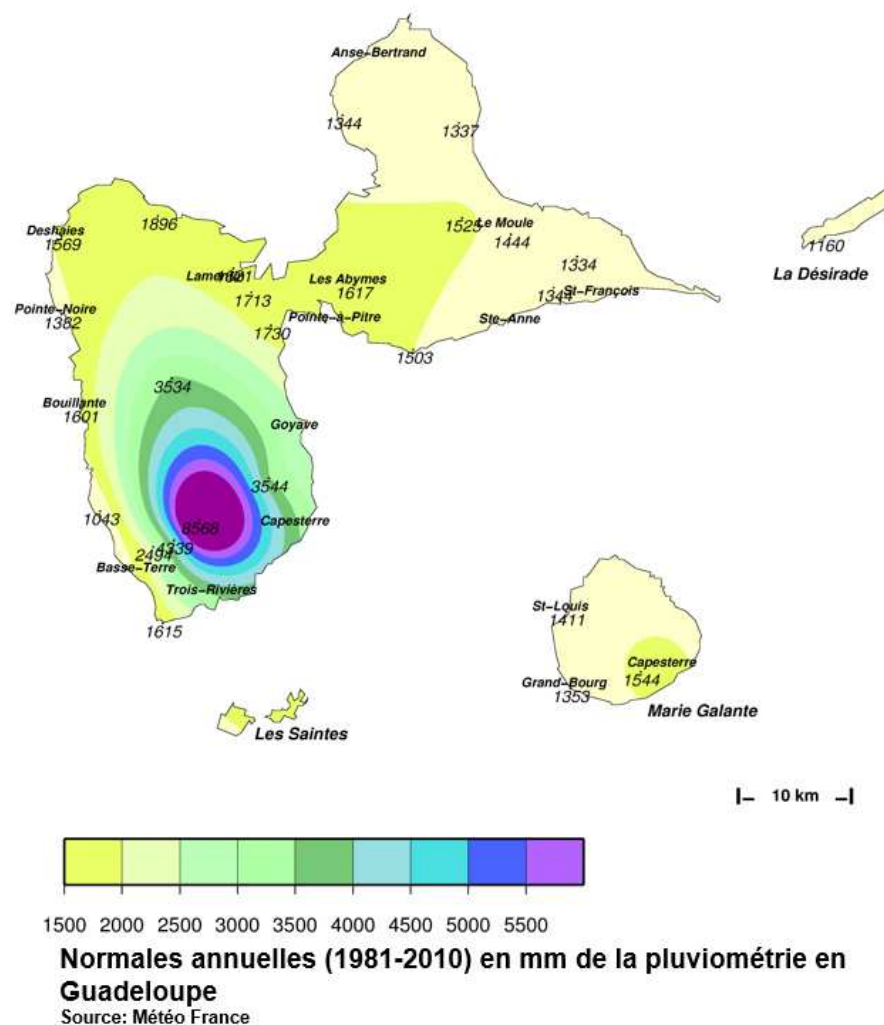 Anse-Bertrand
1344
1337
1896
Deshaies
1569
1525
Le Moule
1444
1160
La Désirade
1334
Lamentin
Les Abymes
1617
1713
1344
St-François
Pointe-Noire
1382
Pointe-à-Pitre
Ste-Anne
1730
1503
3534
Bouillante
1601
Goyave
3544
1043
8568
Capesterre
4339
2494
Basse-Terre
Trois-Rivières
1615
St-Louis
1411
Capesterre
1544
Grand-Bourg
1353
Marie Galante
Les Saintes
10 km
1500 2000 2500 3000 3500 4000 4500 5000 5500
Normales annuelles (1981-2010) en mm de la pluviométrie en
Guadeloupe
Source: Météo France